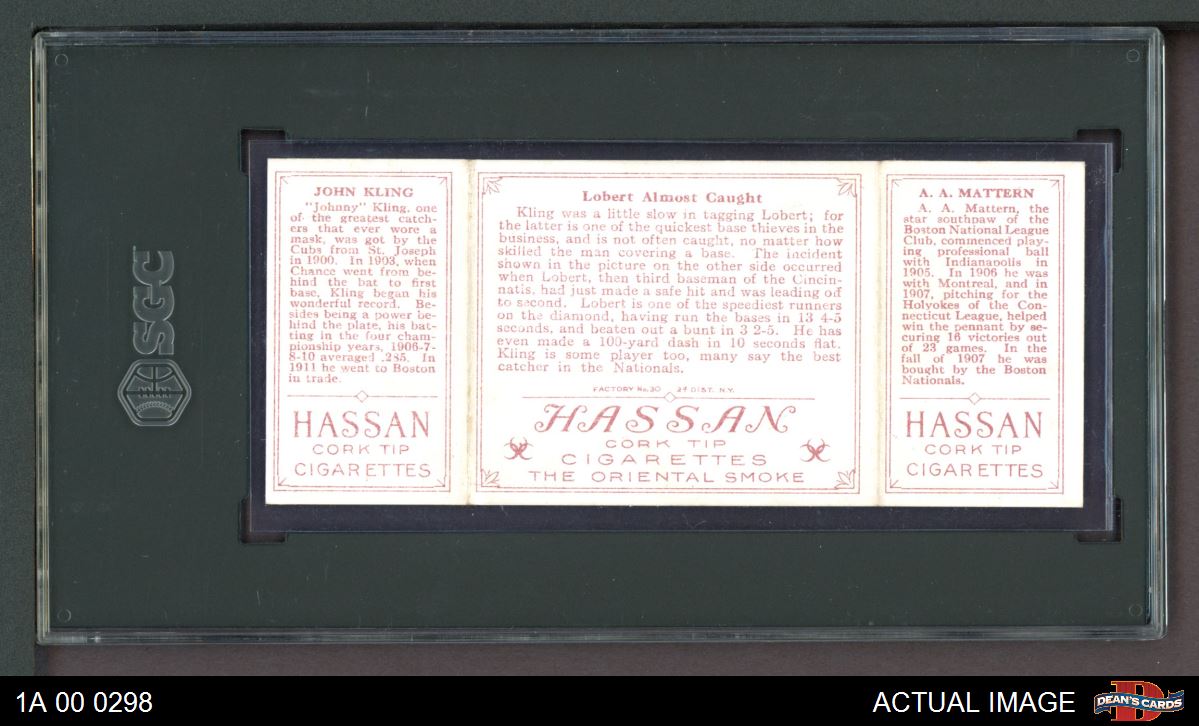 SGC
JOHN KLING
"Johnny" Kling, one
of the greatest catch-
ers that ever wore a
mask, was got by the
Cubs from St. Joseph
in 1900. In 1903, when
Chance went from be-
hind the bat to first
base, Kling began his
wonderful record. Be-
sides being a power be-
hind the plate, his bat-
ting in the four cham-
pionship years, 1906-7-
8-10 averaged .285. In
1911 he went to Boston
in trade.
HASSAN
CORK TIP
CIGARETTES
Lobert Almost Caught
Kling was a little slow in tagging Lobert; for
the latter is one of the quickest base thieves in the
business, and is not often caught, no matter how
skilled the man covering a base. The incident
shown in the picture on the other side occurred
when Lobert, then third baseman of the Cincin-
natis, had just made a safe hit and was leading off
to second. Lobert is one of the speediest runners
on the diamond, having run the bases in 13 4-5
seconds, and beaten out a bunt in 3 2-5. He has
even made a 100-yard dash in 10 seconds flat.
Kling is some player too, many say the best
catcher in the Nationals.
FACTORY No. 30 2d DIST. N.Y.
HASSAN
CORK TIP
CIGARETTES
THE ORIENTAL SMOKE
A. A. MATTERN
A. A. Mattern, the
star southpaw of the
Boston National League
Club, commenced play-
ing professional ball
with Indianapolis in
1905. In 1906 he was
with Montreal, and in
1907, pitching for the
Holyokes of the Con-
necticut League, helped
win the pennant by se-
curing 16 victories out
of 23 games. In the
fall of 1907 he was
bought by the Boston
Nationals.
HASSAN
CORK TIP
CIGARETTES
1A 00 0298
ACTUAL IMAGE
DEAN'S CARDS